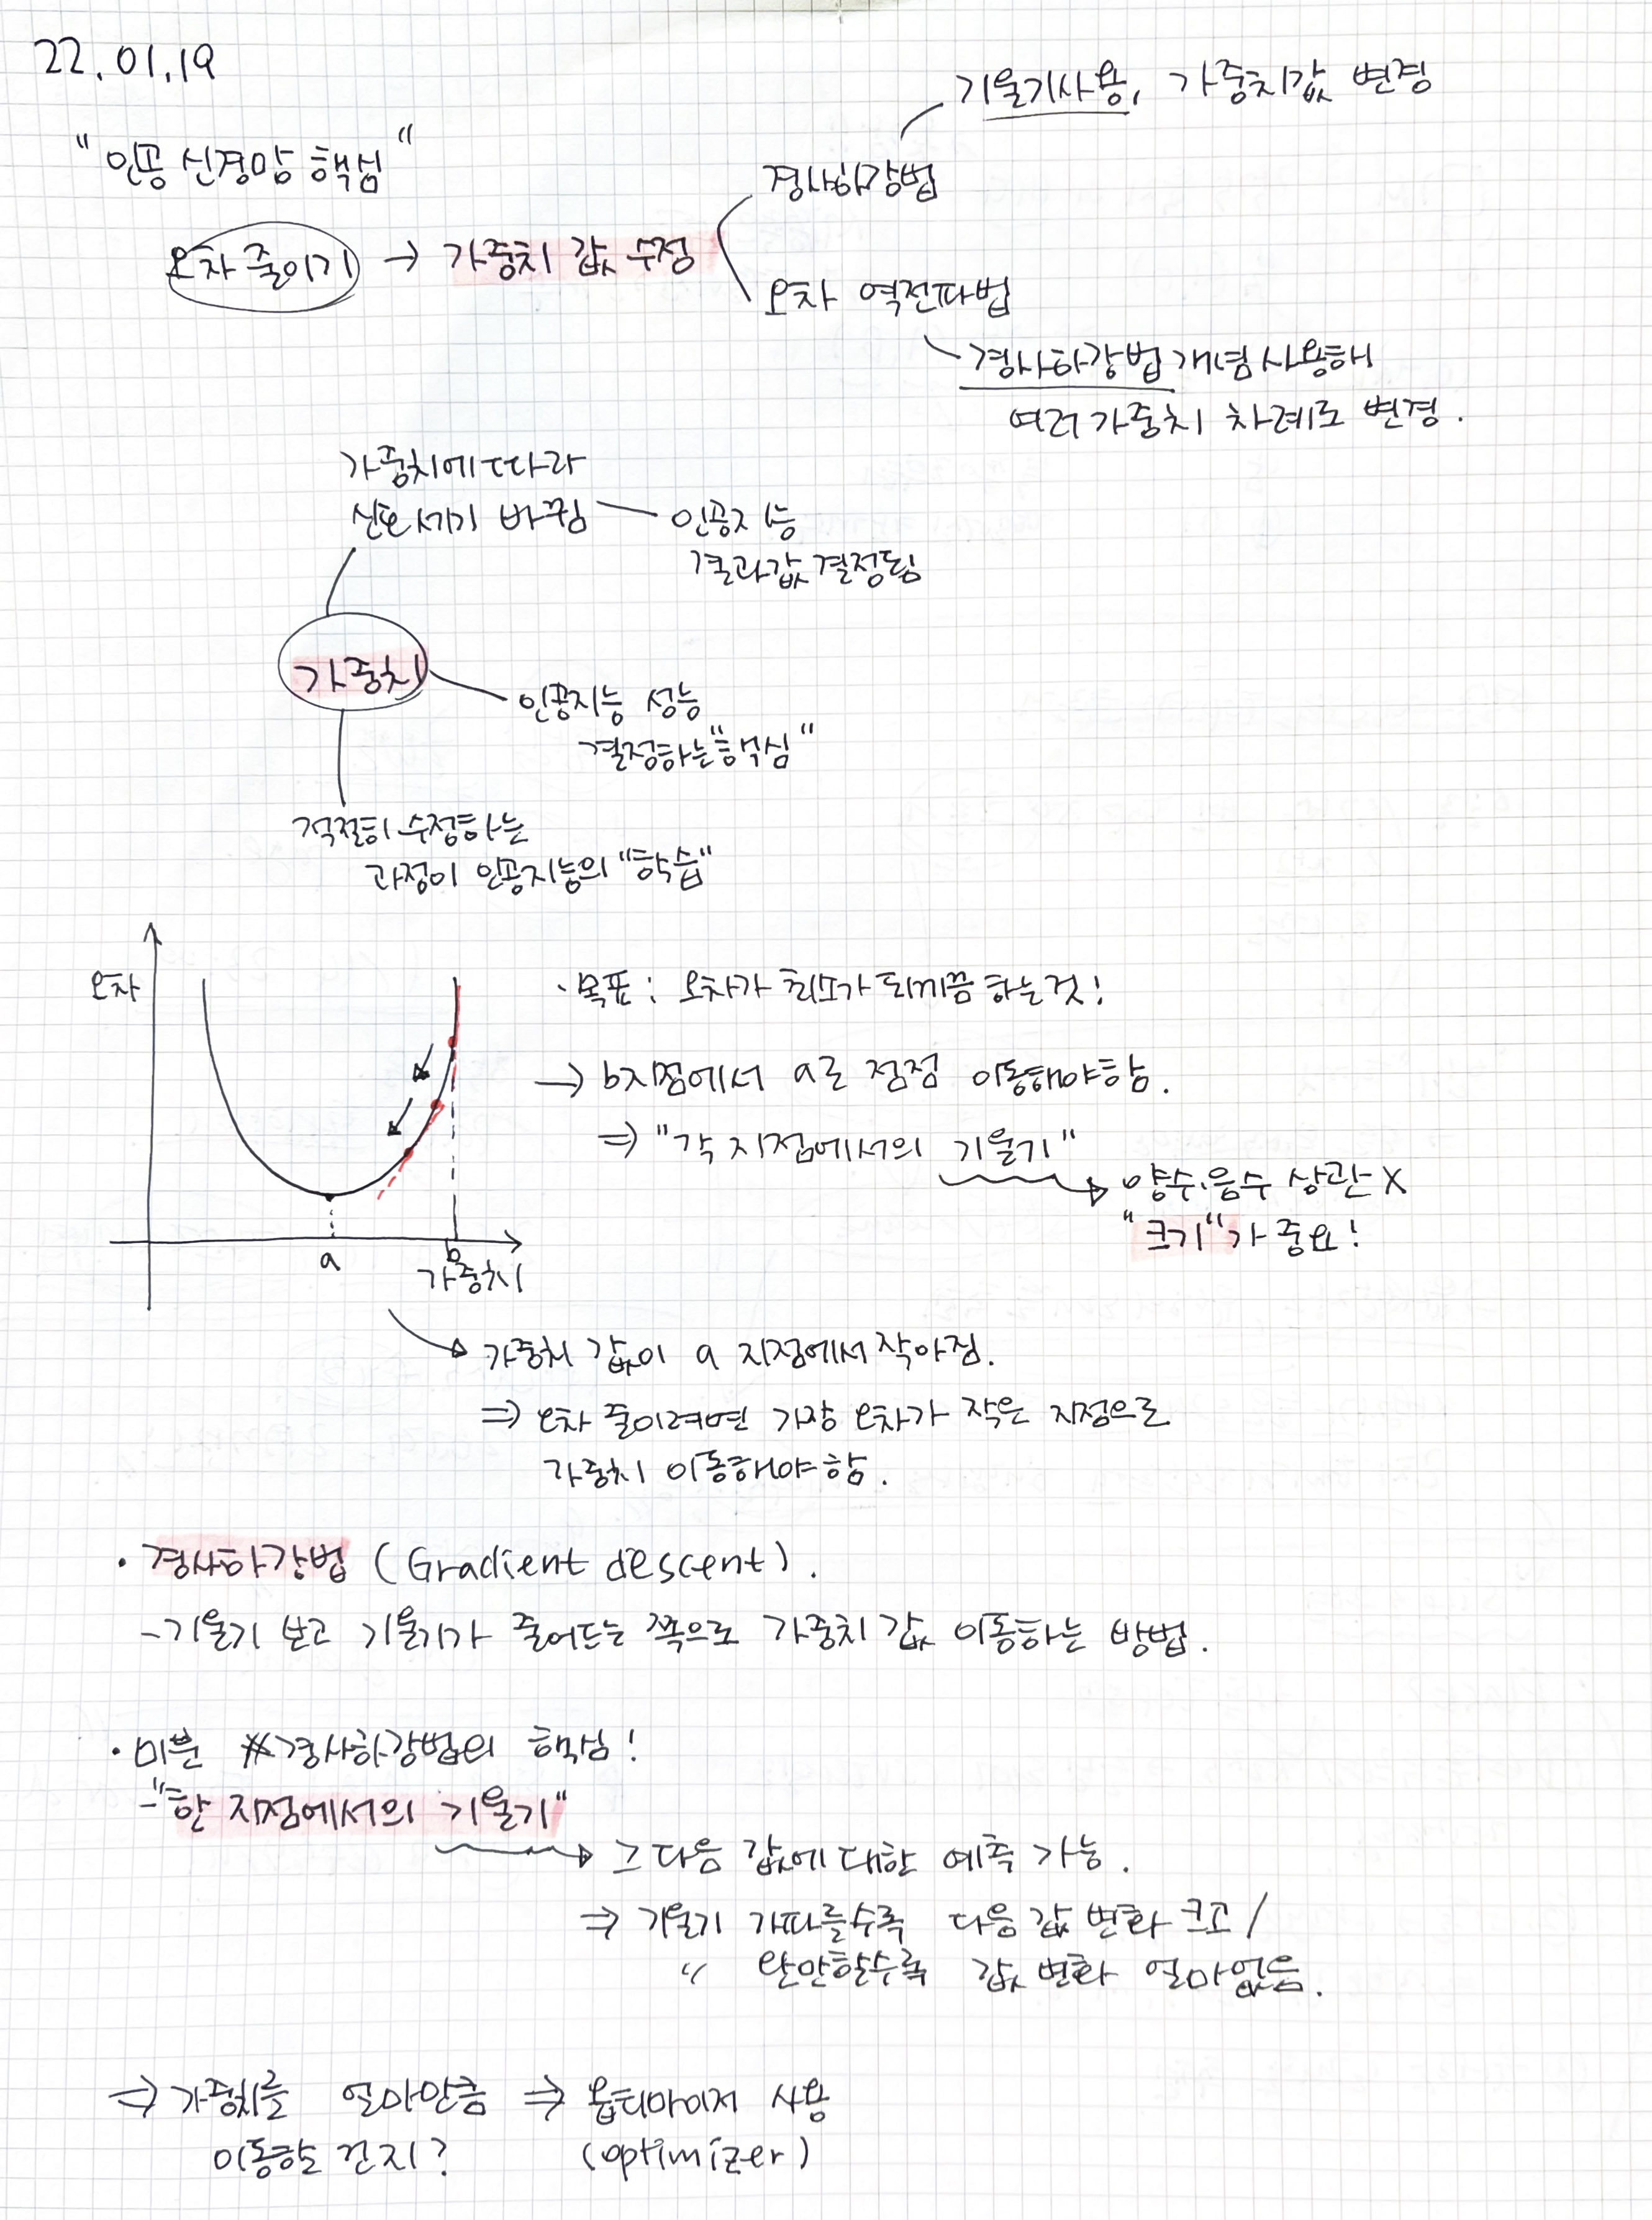 22.01.19
"인공 신경망 핵심"
오차 줄이기 → 가중치 값 수정
경사하강법
기울기사용, 가중치값 변경
오차 역전파법
경사하강법 개념 사용해
여러 가중치 차례로 변경.
가중치에 따라
신호세기 바뀜
인공지능
결과값 결정됨
가중치
인공지능 성능
결정하는 "핵심"
적절히 수정하는
과정이 인공지능의 "학습"
오차
a
b
가중치
· 목표 : 오차가 최소가 되게끔 하는것!
→ b지점에서 a로 점점 이동해야함.
⇒ "각 지점에서의 기울기"
양수, 음수 상관 X
"크기"가 중요!
가중치 값이 a 지점에서 작아짐.
⇒ 오차 줄이려면 가장 오차가 작은 지점으로
가중치 이동해야함.
· 경사하강법 (Gradient descent).
- 기울기 보고 기울기가 줄어드는 쪽으로 가중치 값 이동하는 방법.
· 미분 * 경사하강법의 핵심!
- "한 지점에서의 기울기"
→ 그 다음 값에 대한 예측 가능.
⇒ 기울기 가파를수록 다음 값 변화 크고 /
〃 완만할수록 값 변화 얼마없음.
⇒ 가중치를 얼마만큼 ⇒ 옵티마이저 사용
이동할 건지? (optimizer)